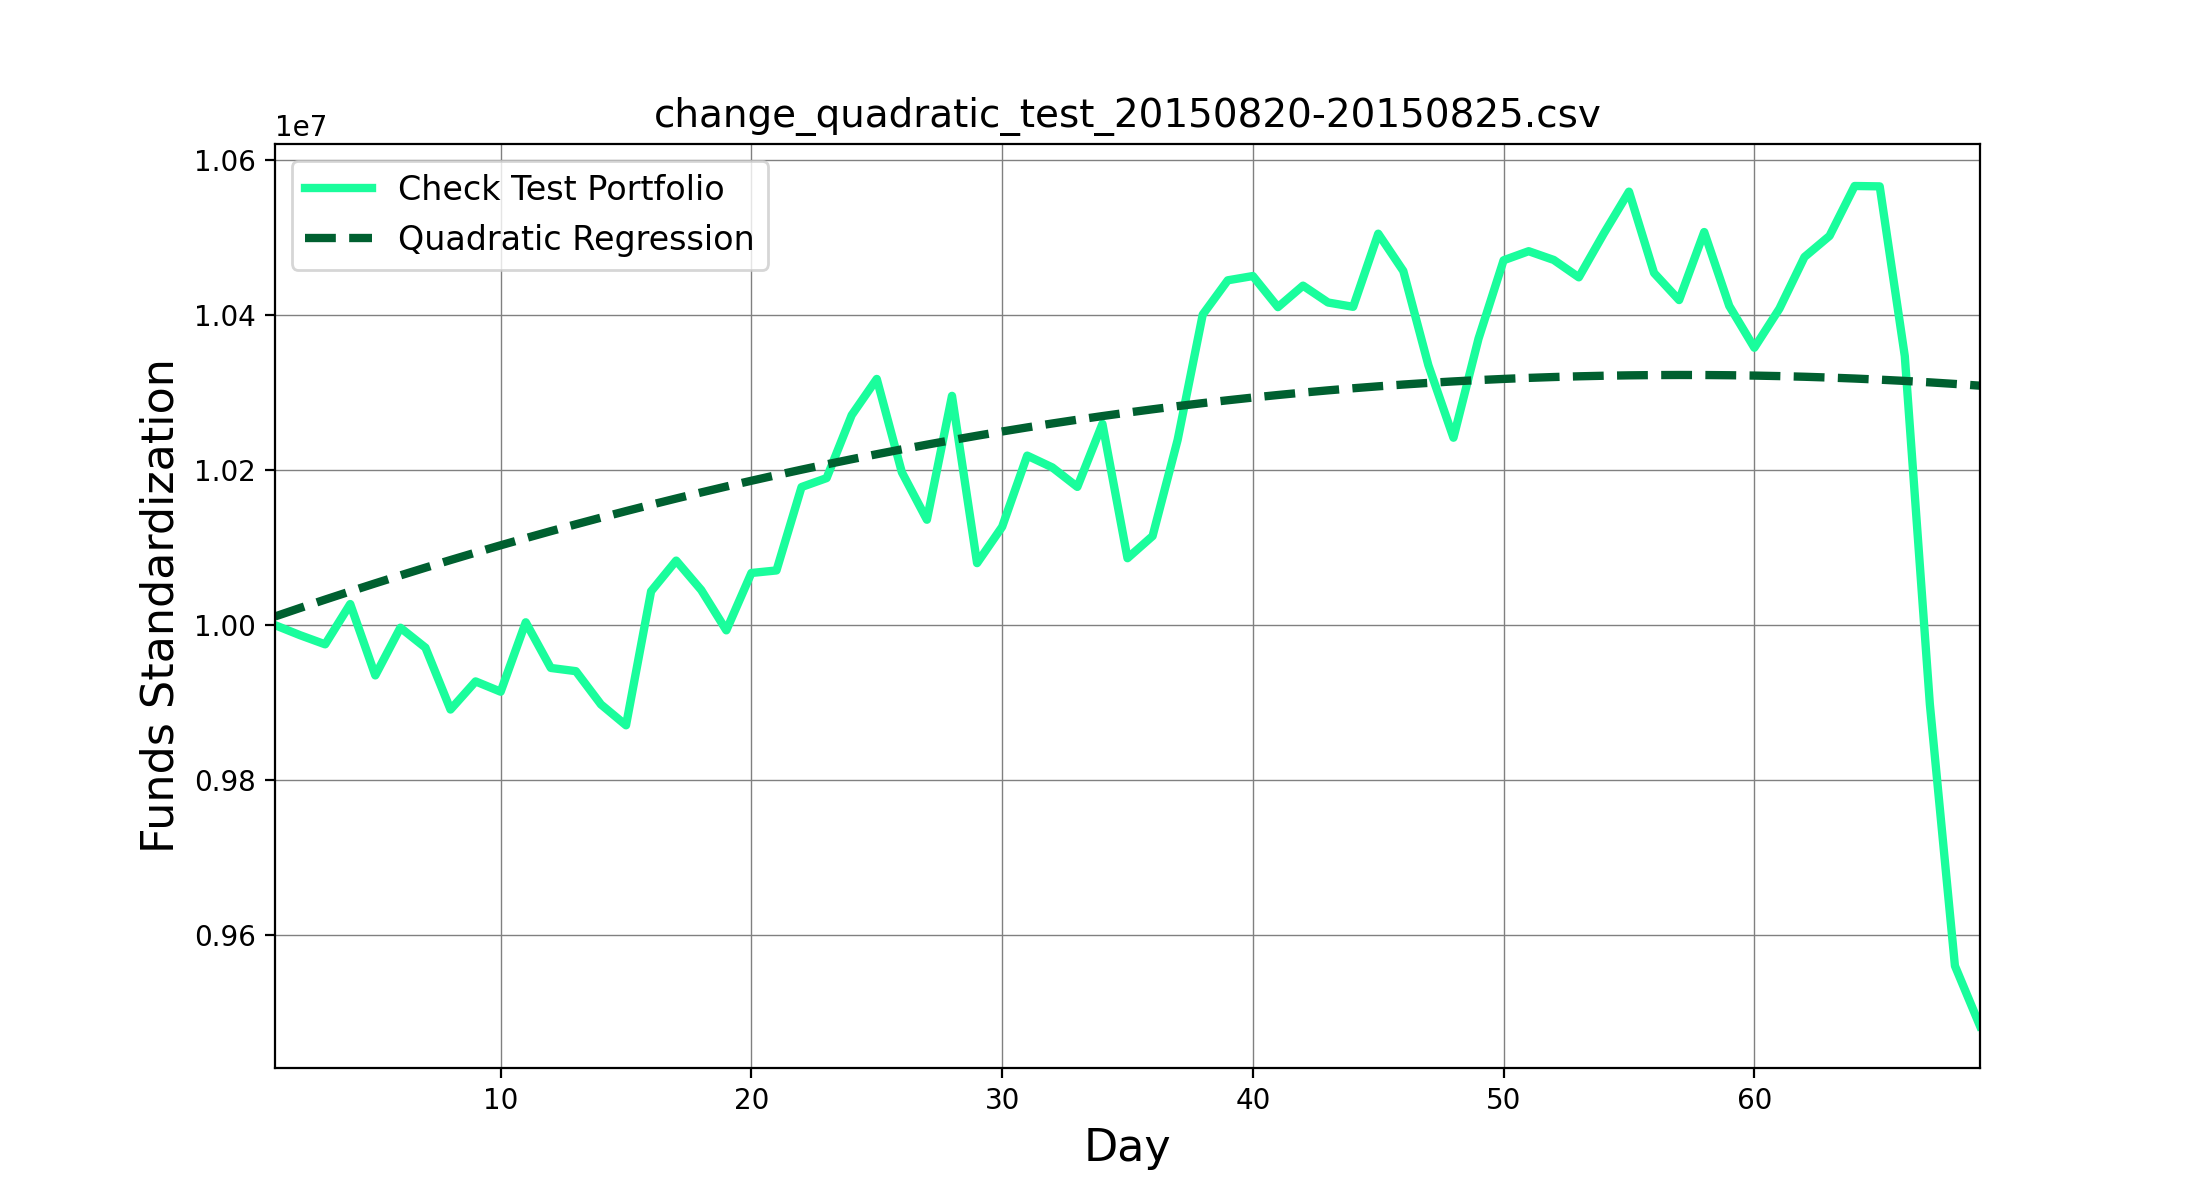 change_quadratic_test_20150820-20150825.csv
1e7
Check Test Portfolio
Quadratic Regression
1.06
1.04
1.02
1.00
0.98
0.96
Funds Standardization
10 20 30 40 50 60
Day